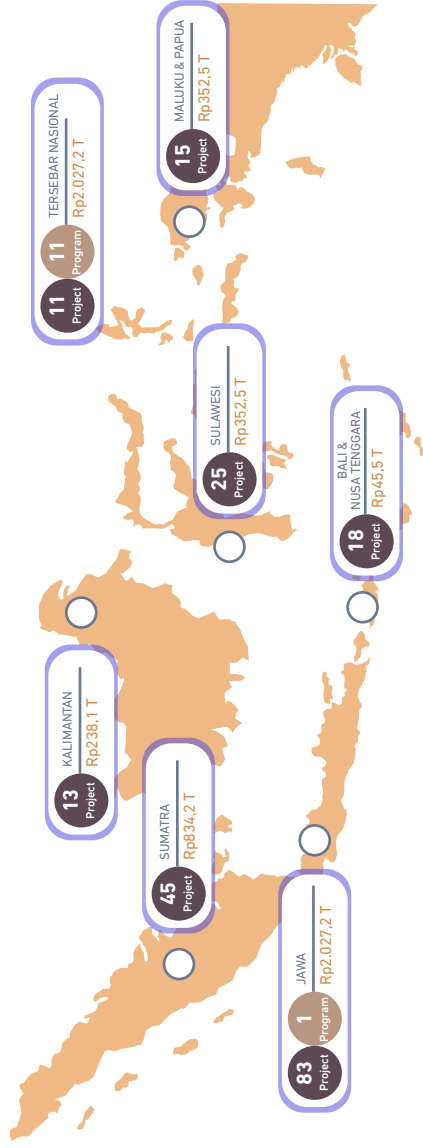 11
Project
11
Program
TERSEBAR NASIONAL
Rp2.027,2 T
15
Project
MALUKU & PAPUA
Rp352,5 T
13
Project
KALIMANTAN
Rp238,1 T
25
Project
SULAWESI
Rp352,5 T
45
Project
SUMATRA
Rp834,2 T
18
Project
BALI &
NUSA TENGGARA
Rp45,5 T
83
Project
1
Program
JAWA
Rp2.027,2 T